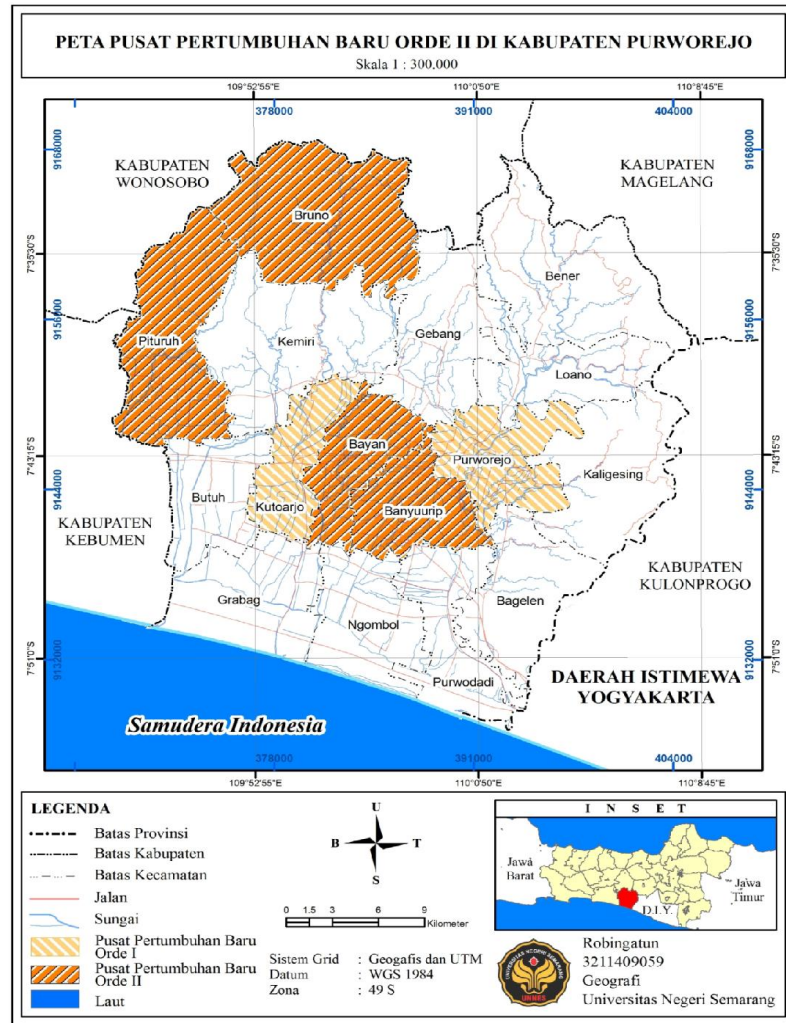 PETA PUSAT PERTUMBUHAN BARU ORDE II DI KABUPATEN PURWOREJO
Skala 1 : 300.000
109°52'55"E
110°0'50"E
110°8'45"E
378000
391000
404000
9168000
9168000
KABUPATEN
WONOSOBO
KABUPATEN
MAGELANG
Bruno
7°35'30"S
7°35'30"S
Bener
9156000
9156000
Pituruh
Kemiri
Gebang
Loano
Bayan
Purworejo
7°43'15"S
7°43'15"S
Kaligesing
9144000
9144000
Butuh
Kutoarjo
Banyuurip
KABUPATEN
KEBUMEN
KABUPATEN
KULONPROGO
Grabag
Ngombol
Bagelen
7°51'0"S
7°51'0"S
9132000
9132000
Purwodadi
DAERAH ISTIMEWA
YOGYAKARTA
Samudera Indonesia
378000
391000
404000
109°52'55"E
110°0'50"E
110°8'45"E
LEGENDA
Batas Provinsi
Batas Kabupaten
Batas Kecamatan
Jalan
Sungai
Pusat Pertumbuhan Baru
Orde I
Pusat Pertumbuhan Baru
Orde II
Laut
U
B
T
S
0 1.5 3 6 9
Kilometer
Sistem Grid : Geogafis dan UTM
Datum : WGS 1984
Zona : 49 S
I N S E T
Jawa
Barat
D.I.Y.
Jawa
Timur
UNIVERSITAS NEGERI SEMARANG
UNNES
Robingatun
3211409059
Geografi
Universitas Negeri Semarang